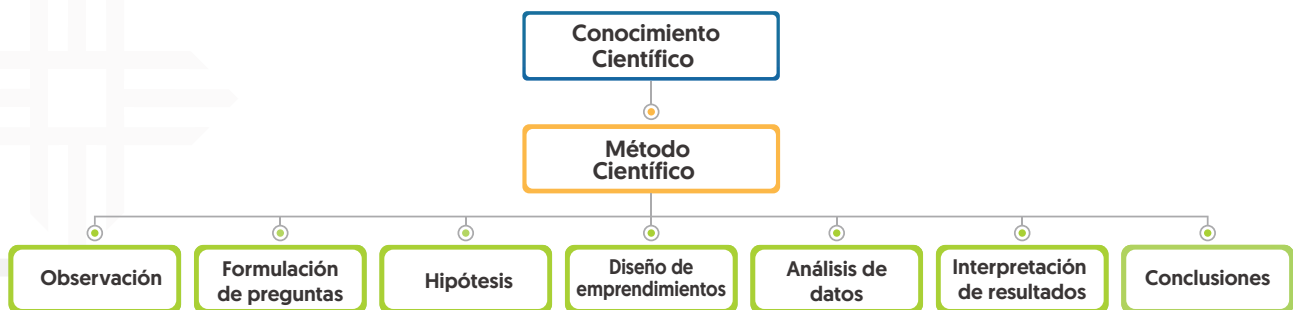 Conocimiento
Científico
Método
Científico
Observación
Formulación
de preguntas
Hipótesis
Diseño de
emprendimientos
Análisis de
datos
Interpretación
de resultados
Conclusiones